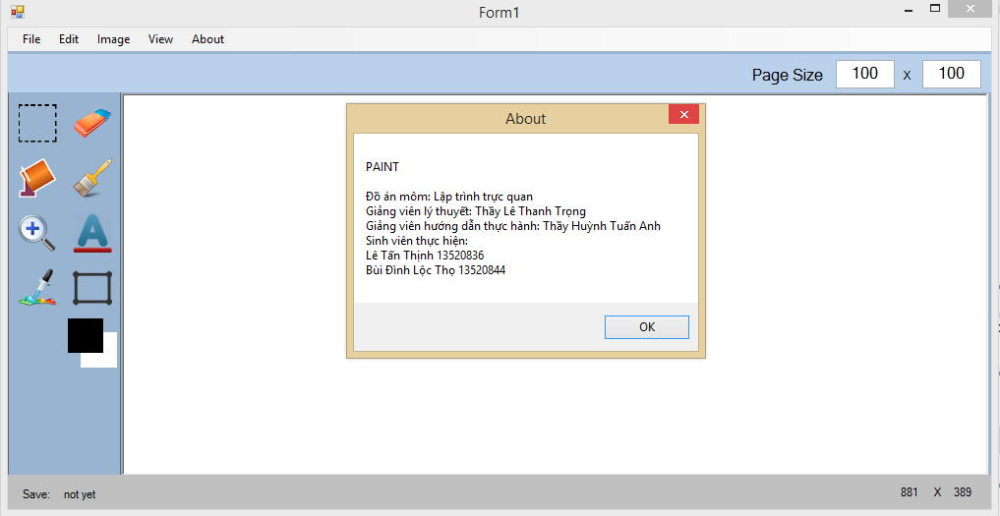 Form1
File Edit Image View About
Page Size 100 X 100
About
PAINT
Đồ án môm: Lập trình trực quan
Giảng viên lý thuyết: Thầy Lê Thanh Trọng
Giảng viên hướng dẫn thực hành: Thầy Huỳnh Tuấn Anh
Sinh viên thực hiện:
Lê Tấn Thịnh 13520836
Bùi Đình Lộc Thọ 13520844
OK
A
Save: not yet 881 X 389